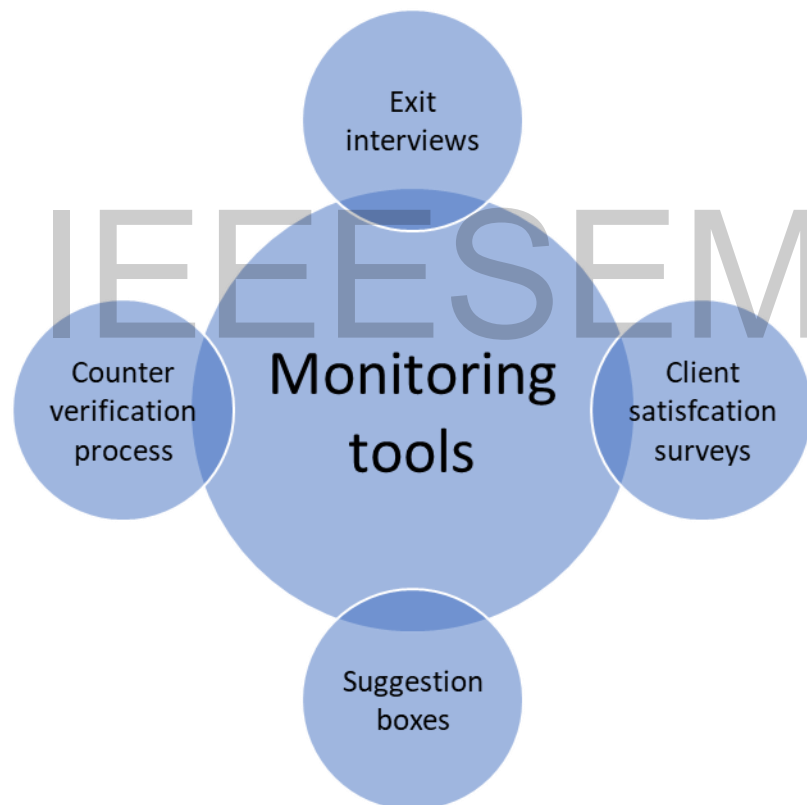 Exit
interviews
IEEESEM
Counter
verification
process
Monitoring
tools
Client
satisfcation
surveys
Suggestion
boxes